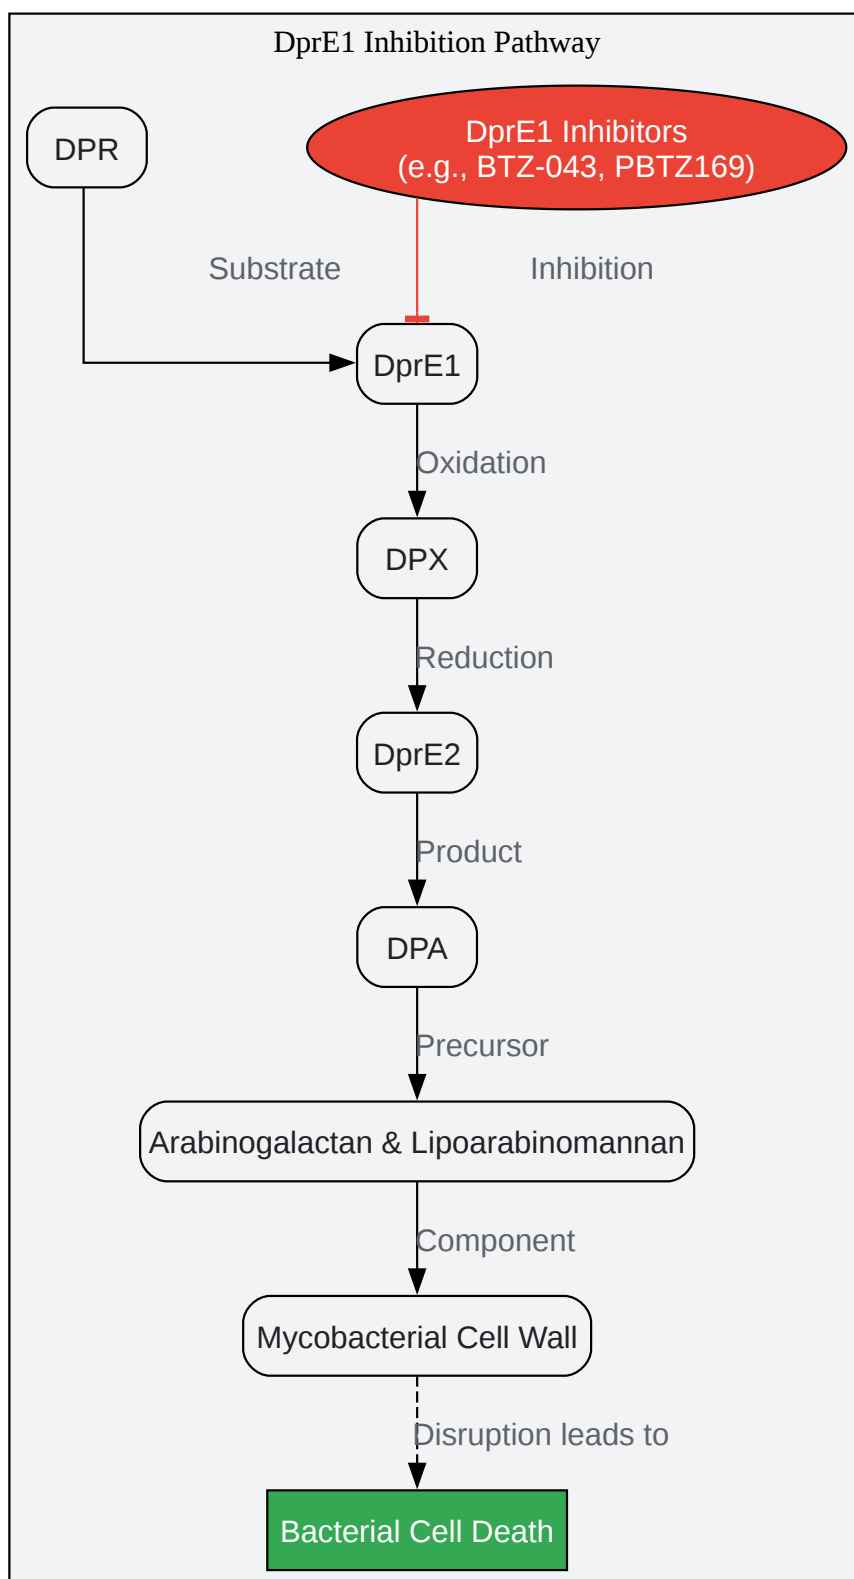 DprE1 Inhibition Pathway
DPR
DprE1 Inhibitors
(e.g., BTZ-043, PBTZ169)
Substrate
Inhibition
DprE1
Oxidation
DPX
Reduction
DprE2
Product
DPA
Precursor
Arabinogalactan & Lipoarabinomannan
Component
Mycobacterial Cell Wall
Disruption leads to
Bacterial Cell Death